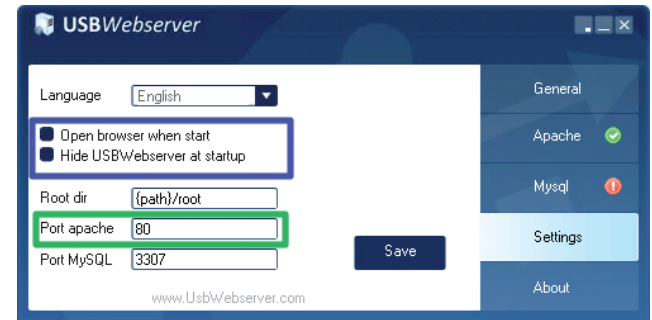 USBWebserver
Language English
Open browser when start
Hide USBWebserver at startup
Root dir {path}/root
Port apache 80
Port MySQL 3307
Save
www.UsbWebserver.com
General
Apache
Mysql
Settings
About